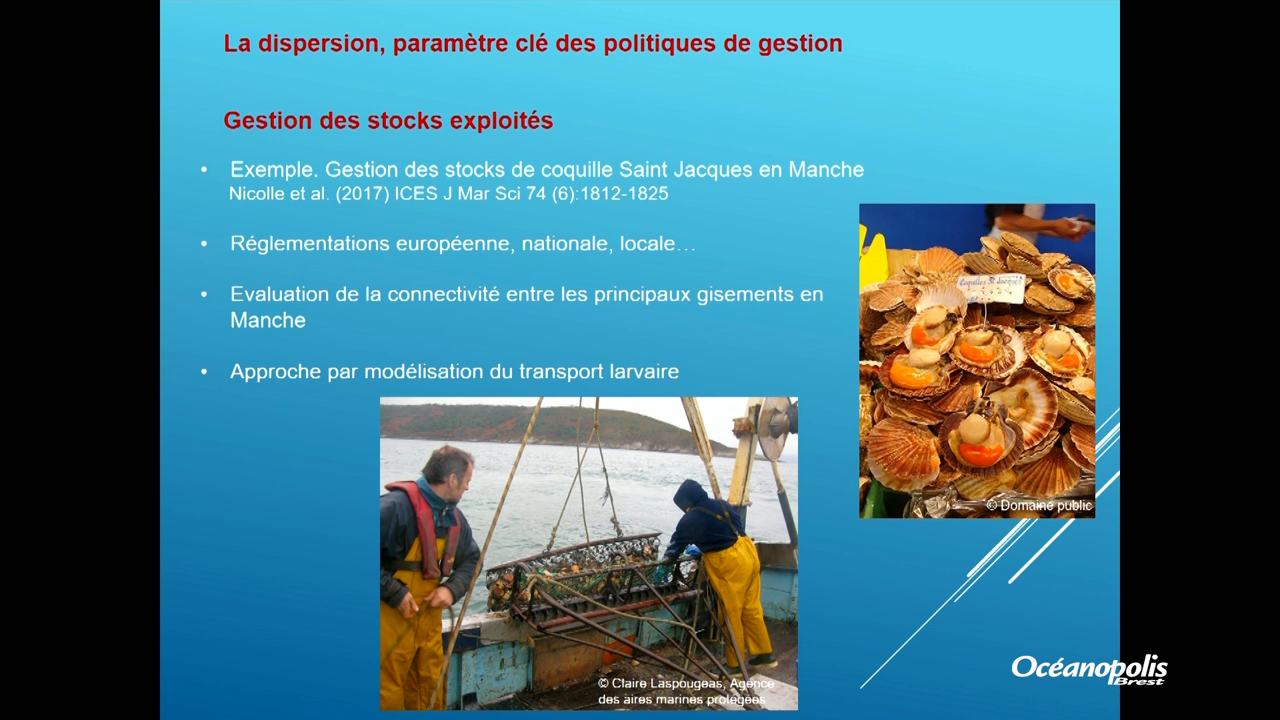 La dispersion, paramètre clé des politiques de gestion
Gestion des stocks exploités
• Exemple. Gestion des stocks de coquille Saint Jacques en Manche
Nicolle et al. (2017) ICES J Mar Sci 74 (6):1812-1825
• Réglementations européenne, nationale, locale…
• Evaluation de la connectivité entre les principaux gisements en
Manche
• Approche par modélisation du transport larvaire
Coquilles St Jacques
© Domaine public
© Claire Laspougeas, Agence
des aires marines protégées
Océanopolis
Brest